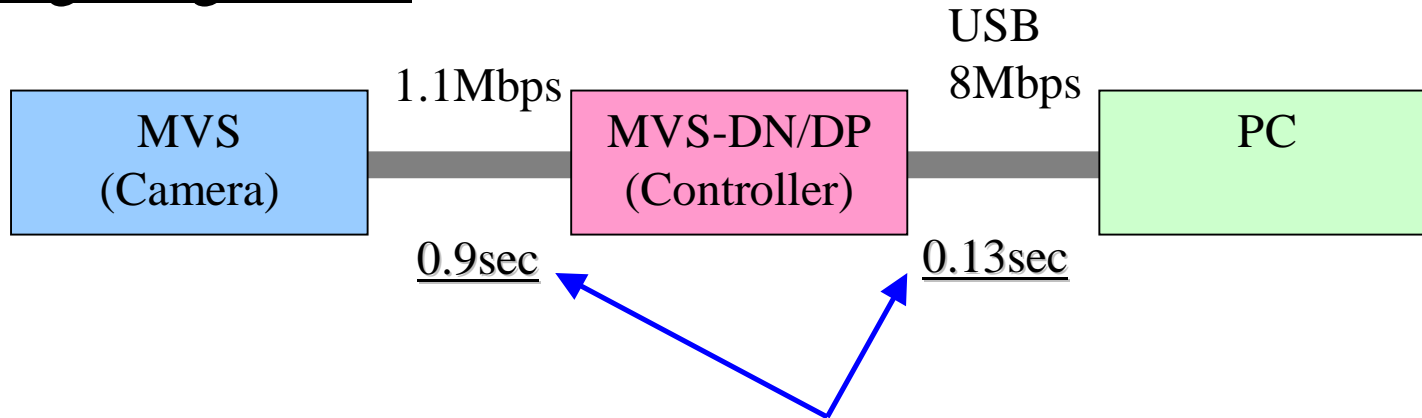 USB
1.1Mbps
8Mbps
MVS
(Camera)
MVS-DN/DP
(Controller)
PC
0.9sec
0.13sec